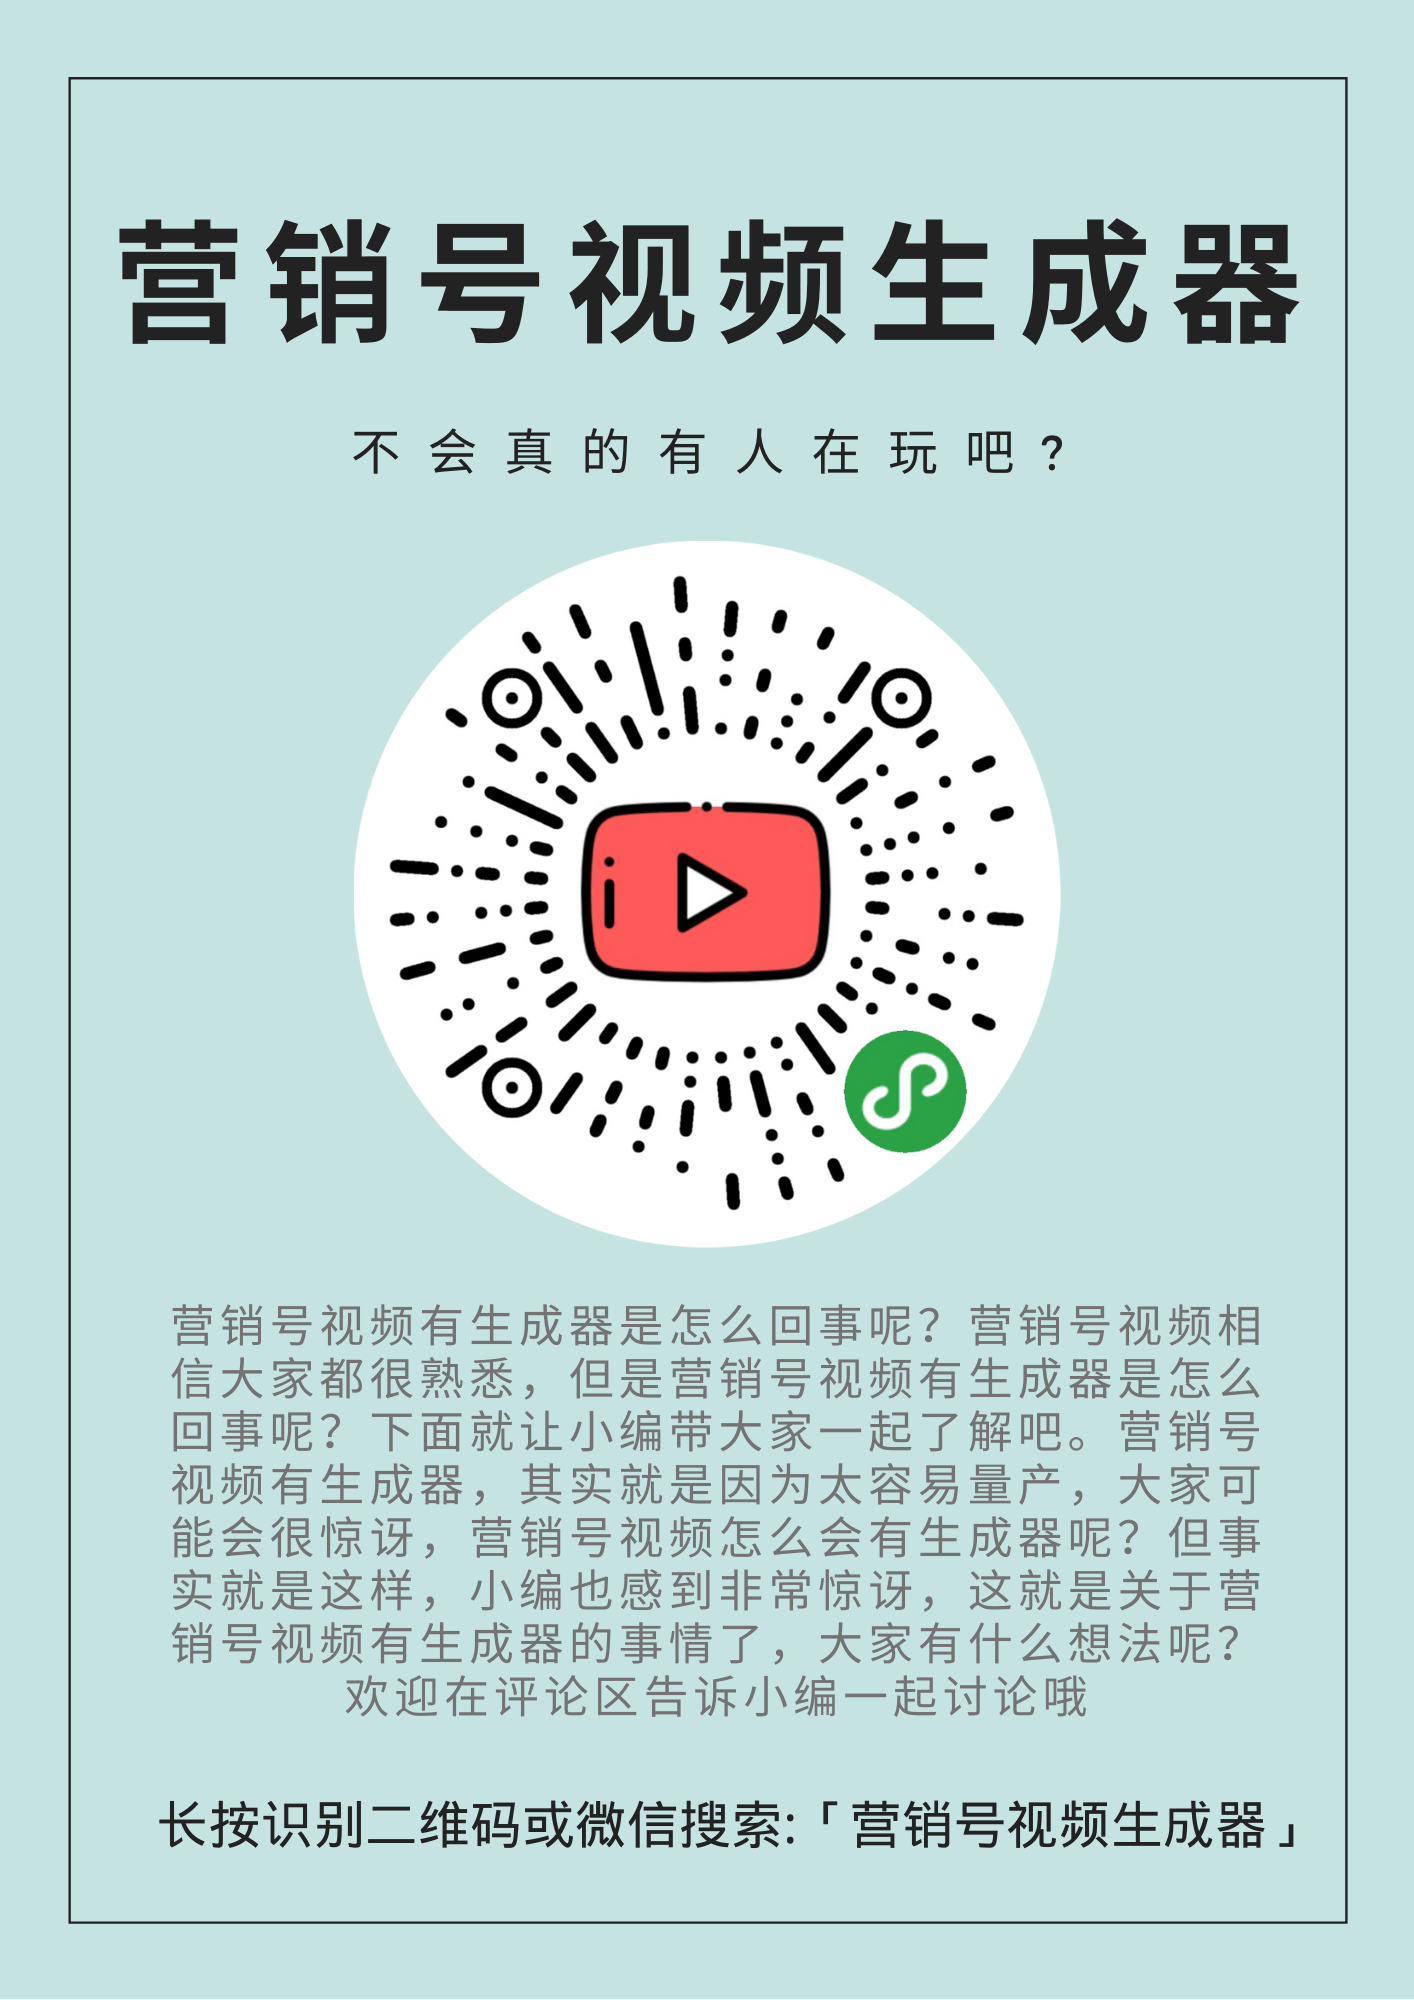 营销号视频生成器
不会真的有人在玩吧?
营销号视频有生成器是怎么回事呢？营销号视频相
信大家都很熟悉，但是营销号视频有生成器是怎么
回事呢？下面就让小编带大家一起了解吧。营销号
视频有生成器，其实就是因为太容易量产，大家可
能会很惊讶，营销号视频怎么会有生成器呢？但事
实就是这样，小编也感到非常惊讶，这就是关于营
销号视频有生成器的事情了，大家有什么想法呢？
欢迎在评论区告诉小编一起讨论哦
长按识别二维码或微信搜索:「营销号视频生成器」